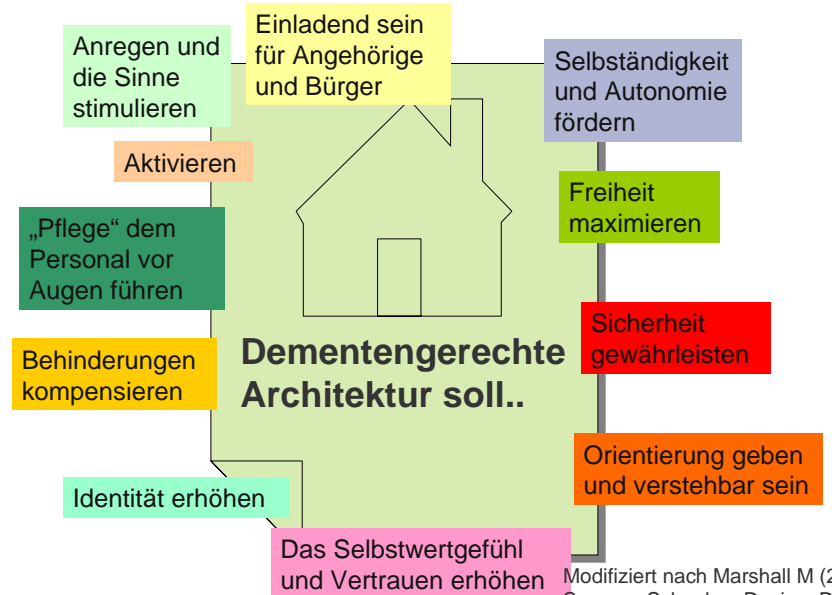 Anregen und
die Sinne
stimulieren
Einladend sein
für Angehörige
und Bürger
Selbständigkeit
und Autonomie
fördern
Aktivieren
Freiheit
maximieren
„Pflege“ dem
Personal vor
Augen führen
Sicherheit
gewährleisten
Behinderungen
kompensieren
Dementengerechte
Architektur soll..
Orientierung geben
und verstehbar sein
Identität erhöhen
Das Selbstwertgefühl
und Vertrauen erhöhen
Modifiziert nach Marshall M